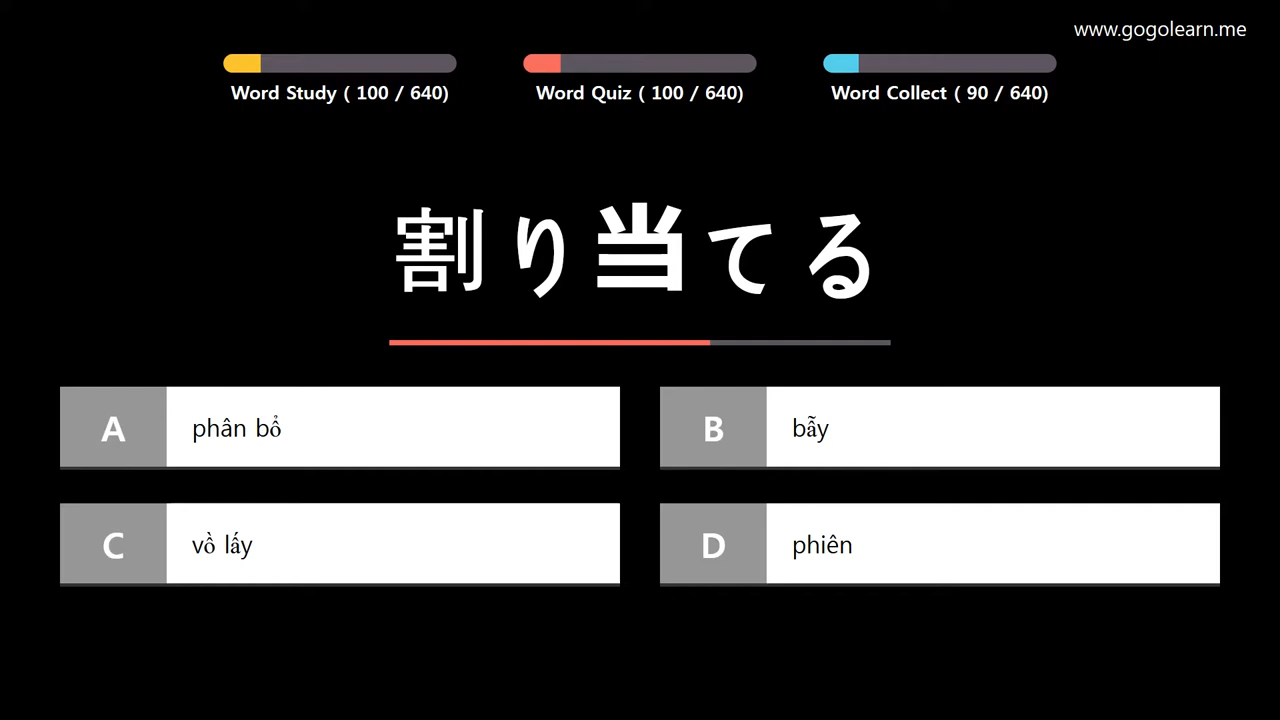 www.gogolearn.me
Word Study ( 100 / 640)
Word Quiz ( 100 / 640)
Word Collect ( 90 / 640)
割り当てる
A phân bổ
B bẫy
C vồ lấy
D phiên